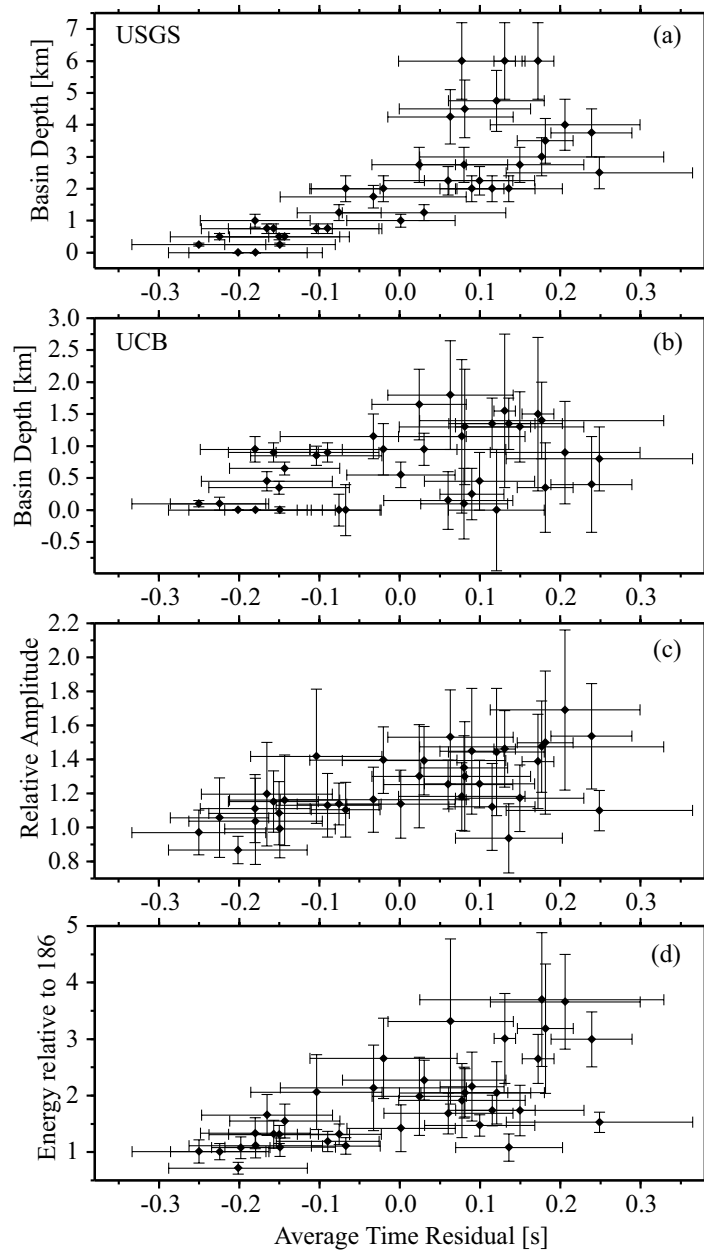 USGS
(a)
Basin Depth [km]
7
6
5
4
3
2
1
0
-0.3 -0.2 -0.1 0.0 0.1 0.2 0.3
UCB
(b)
Basin Depth [km]
3.0
2.5
2.0
1.5
1.0
0.5
0.0
-0.5
-0.3 -0.2 -0.1 0.0 0.1 0.2 0.3
(c)
Relative Amplitude
2.2
2.0
1.8
1.6
1.4
1.2
1.0
0.8
-0.3 -0.2 -0.1 0.0 0.1 0.2 0.3
(d)
Energy relative to 186
5
4
3
2
1
-0.3 -0.2 -0.1 0.0 0.1 0.2 0.3
Average Time Residual [s]